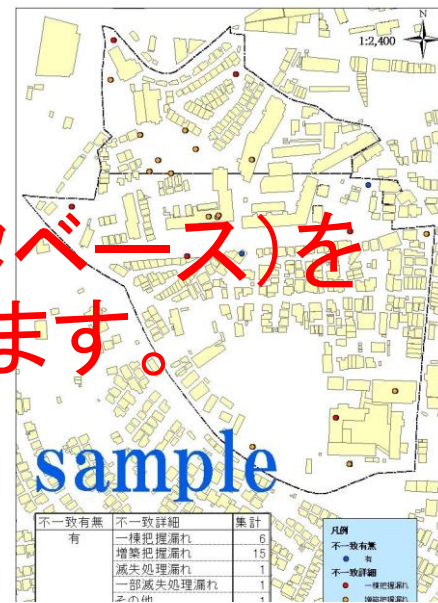 N
1:2,400
タベース)を
ます。
sample
不一致有無 不一致詳細 集計
有 一棟把握漏れ 6
増築把握漏れ 15
滅失処理漏れ 1
一部滅失処理漏れ 1
その他 1
凡例
不一致有無
有
不一致詳細
一棟把握漏れ
増築把握漏れ